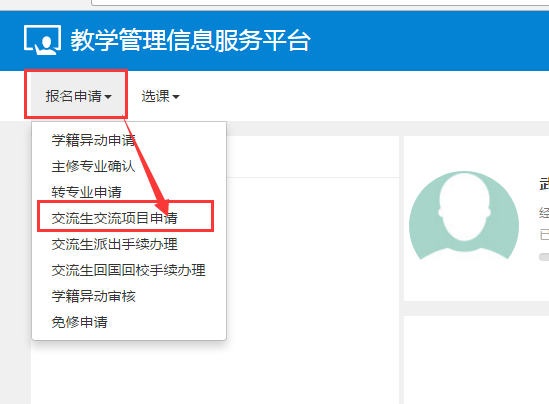 教学管理信息服务平台
报名申请 选课
学籍异动申请
主修专业确认
转专业申请
交流生交流项目申请
交流生派出手续办理
交流生回国回校手续办理
学籍异动审核
免修申请
武
经
已